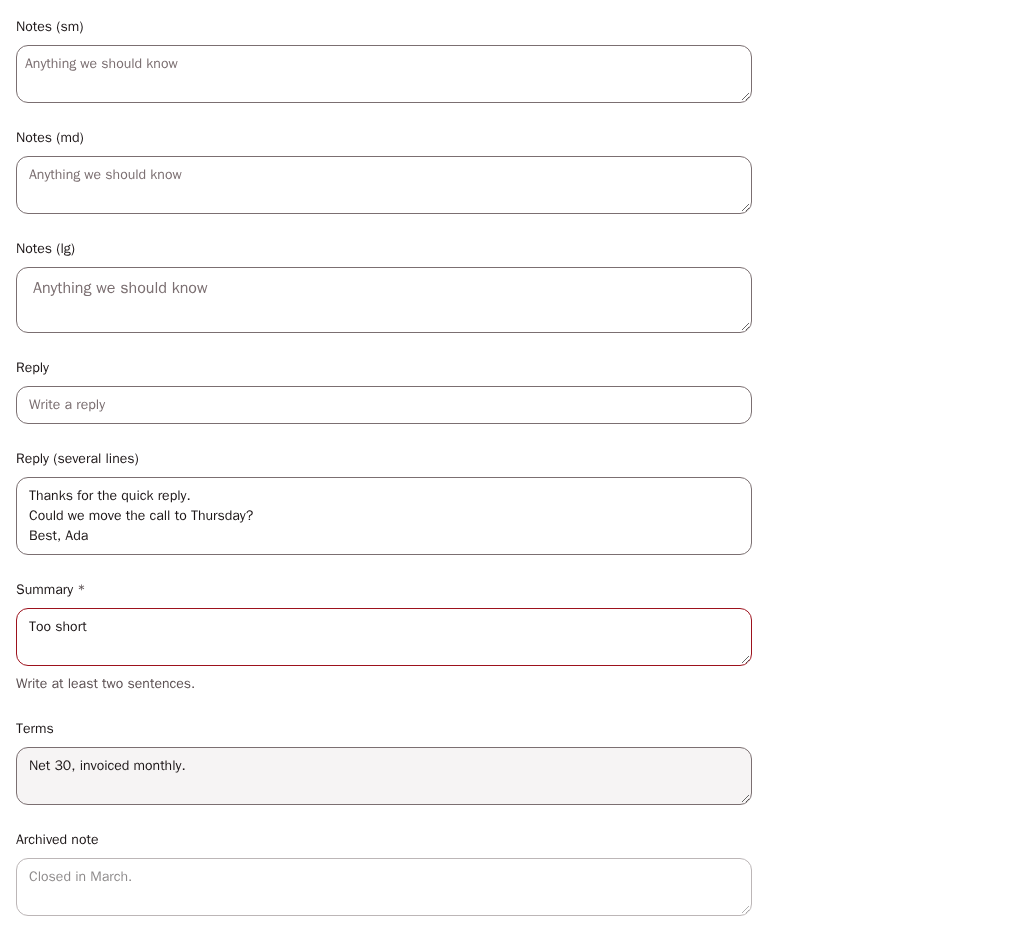 Notes (sm)
Anything we should know
Notes (md)
Anything we should know
Notes (lg)
Anything we should know
Reply
Write a reply
Reply (several lines)
Thanks for the quick reply.
Could we move the call to Thursday?
Best, Ada
Summary *
Too short
Write at least two sentences.
Terms
Net 30, invoiced monthly.
Archived note
Closed in March.